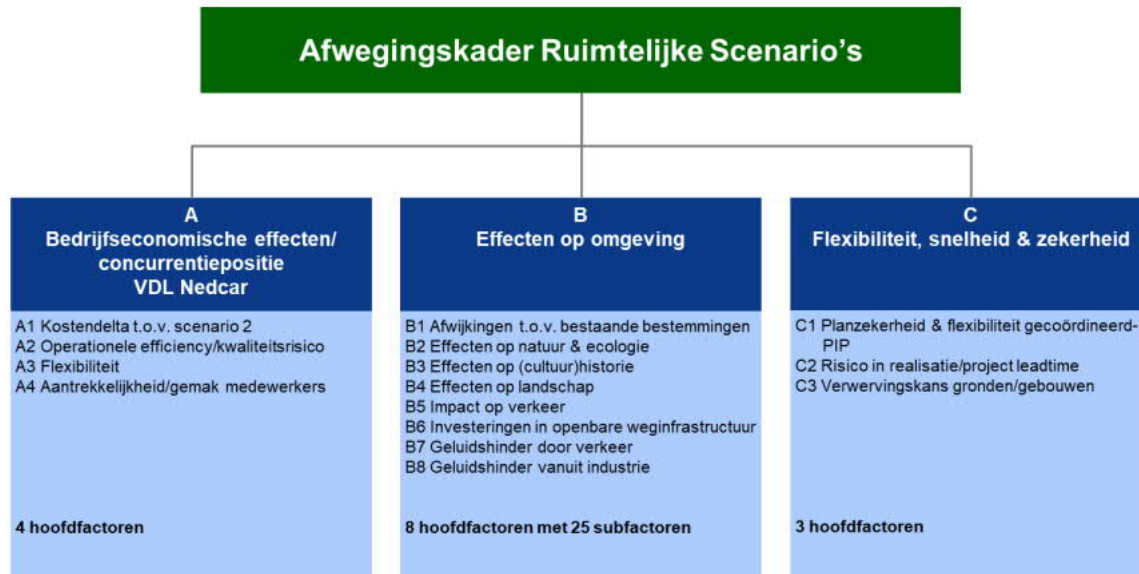 Afwegingskader Ruimtelijke Scenario's
A
Bedrijfseconomische effecten/
concurrentiepositie
VDL Nedcar
A1 Kostendelta t.o.v. scenario 2
A2 Operationele efficiency/kwaliteitsrisico
A3 Flexibiliteit
A4 Aantrekkelijkheid/gemak medewerkers
4 hoofdfactoren
B
Effecten op omgeving
B1 Afwijkingen t.o.v. bestaande bestemmingen
B2 Effecten op natuur & ecologie
B3 Effecten op (cultuur)historie
B4 Effecten op landschap
B5 Impact op verkeer
B6 Investeringen in openbare weginfrastructuur
B7 Geluidshinder door verkeer
B8 Geluidshinder vanuit industrie
8 hoofdfactoren met 25 subfactoren
C
Flexibiliteit, snelheid & zekerheid
C1 Planzekerheid & flexibiliteit gecoördineerd-
PIP
C2 Risico in realisatie/project leadtime
C3 Verwervingskans gronden/gebouwen
3 hoofdfactoren